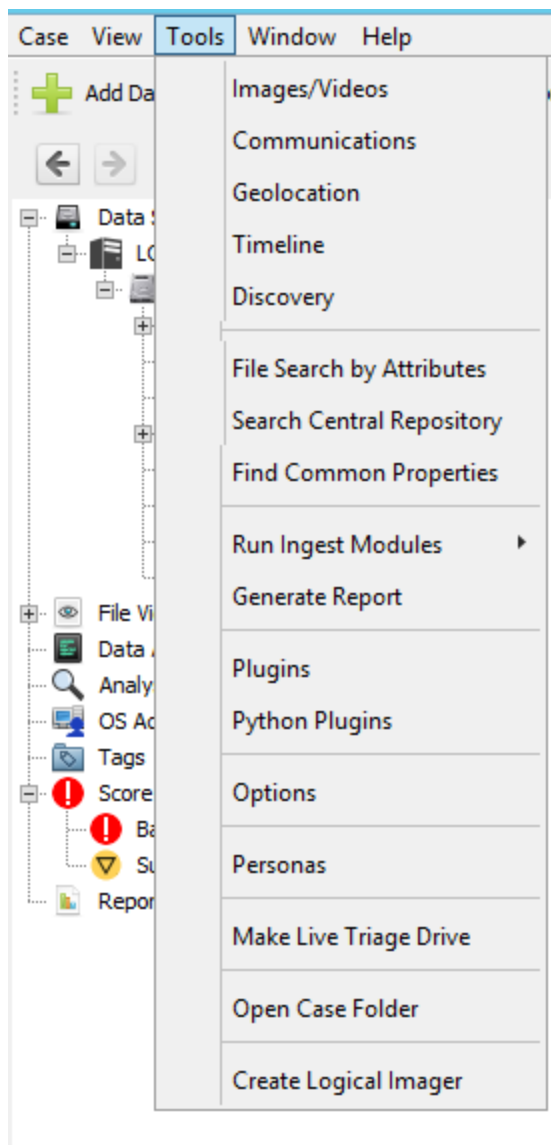 Case View Tools Window Help
Add Da
Images/Videos
Communications
Geolocation
Timeline
Discovery
File Search by Attributes
Search Central Repository
Find Common Properties
Run Ingest Modules
Generate Report
Plugins
Python Plugins
Options
Personas
Make Live Triage Drive
Open Case Folder
Create Logical Imager
Data
LO
File Vi
Data
Analy
OS Ac
Tags
Score
Ba
Su
Repor